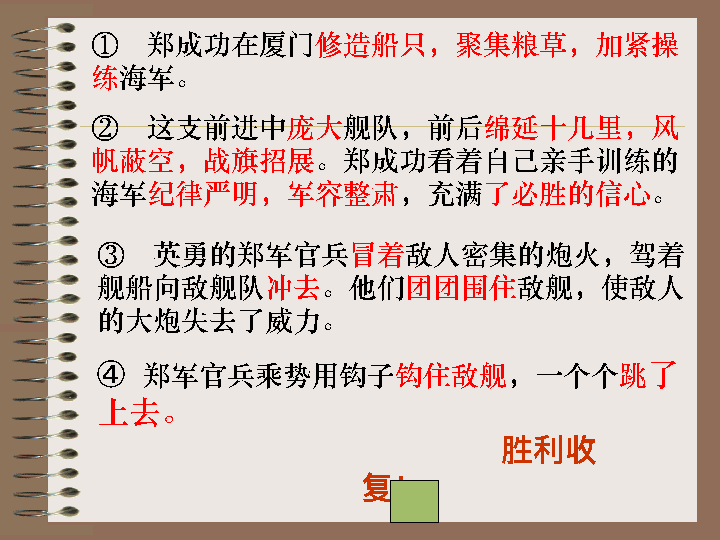 ① 郑成功在厦门修造船只，聚集粮草，加紧操
练海军。
② 这支前进中庞大舰队，前后绵延十几里，风
帆蔽空，战旗招展。郑成功看着自己亲手训练的
海军纪律严明，军容整肃，充满了必胜的信心。
③ 英勇的郑军官兵冒着敌人密集的炮火，驾着
舰船向敌舰队冲去。他们团团围住敌舰，使敌人
的大炮失去了威力。
④ 郑军官兵乘势用钩子钩住敌舰，一个个跳了
上去。
胜利收
复